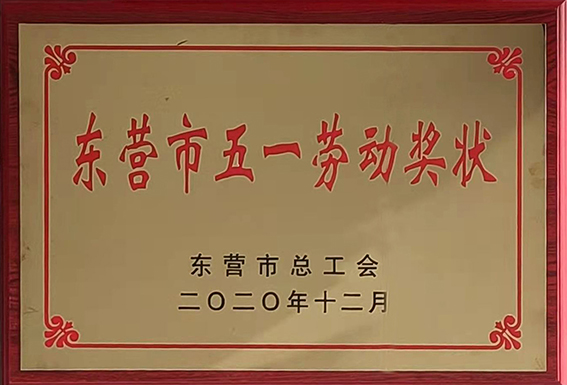 东营市五一劳动奖状
东营市总工会
二〇二〇年十二月